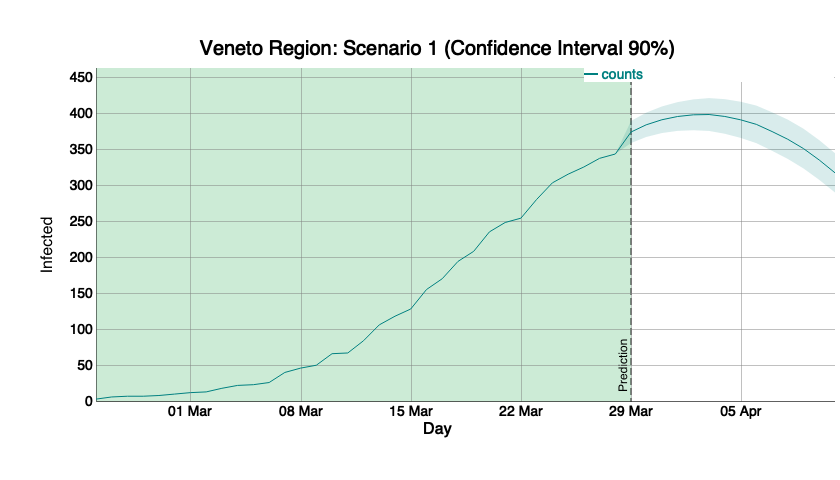 Veneto Region: Scenario 1 (Confidence Interval 90%)
counts
450
400
350
300
250
200
150
100
50
0
Infected
Prediction
01 Mar 08 Mar 15 Mar 22 Mar 29 Mar 05 Apr
Day